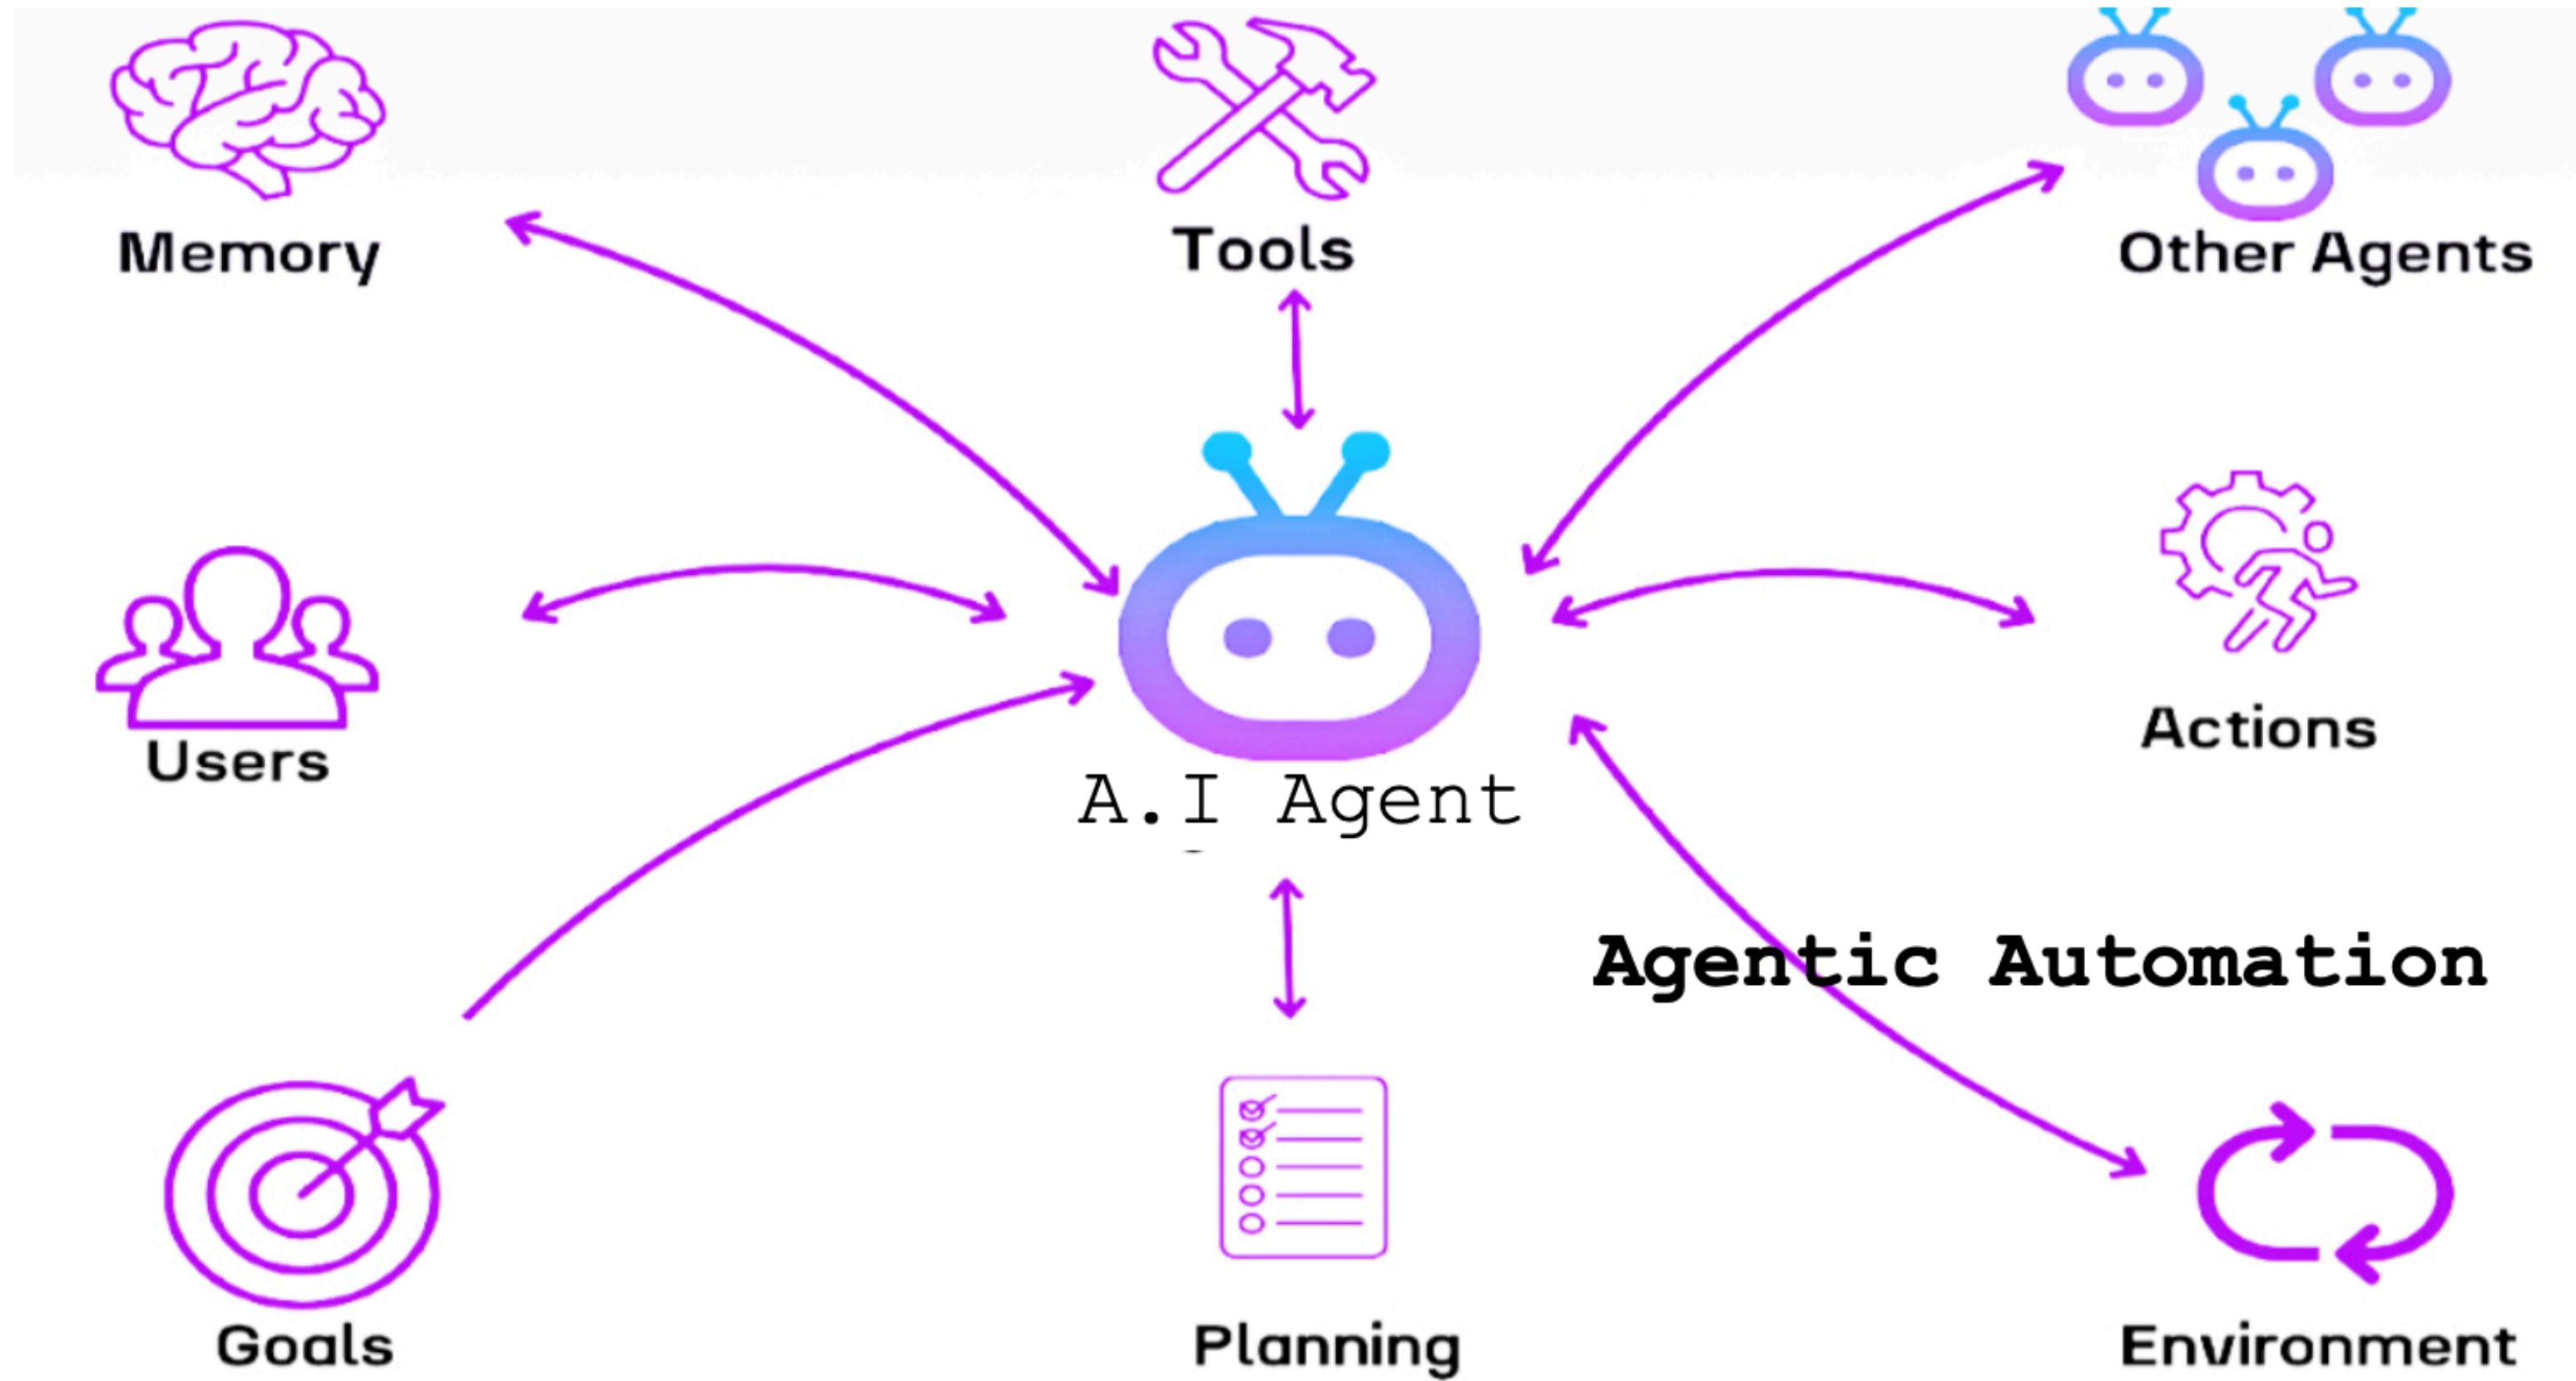 Memory
Tools
Other Agents
Users
Actions
A.I Agent
Agentic Automation
Goals
Planning
Environment